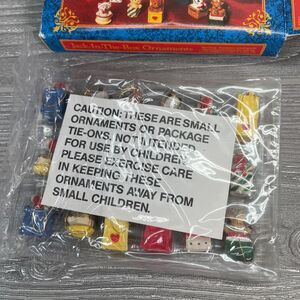 Jack-In-The-Box Ornaments
CAUTION: THESE ARE SMALL
ORNAMENTS OR PACKAGE
TIE-ONS. NOT INTENDED
FOR USE BY CHILDREN.
PLEASE EXERCISE CARE
IN KEEPING THESE
ORNAMENTS AWAY FROM
SMALL CHILDREN.